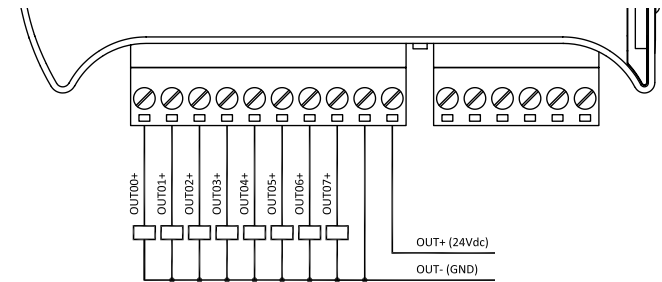 OUT00+
OUT01+
OUT02+
OUT03+
OUT04+
OUT05+
OUT06+
OUT07+
OUT+ (24Vdc)
OUT- (GND)